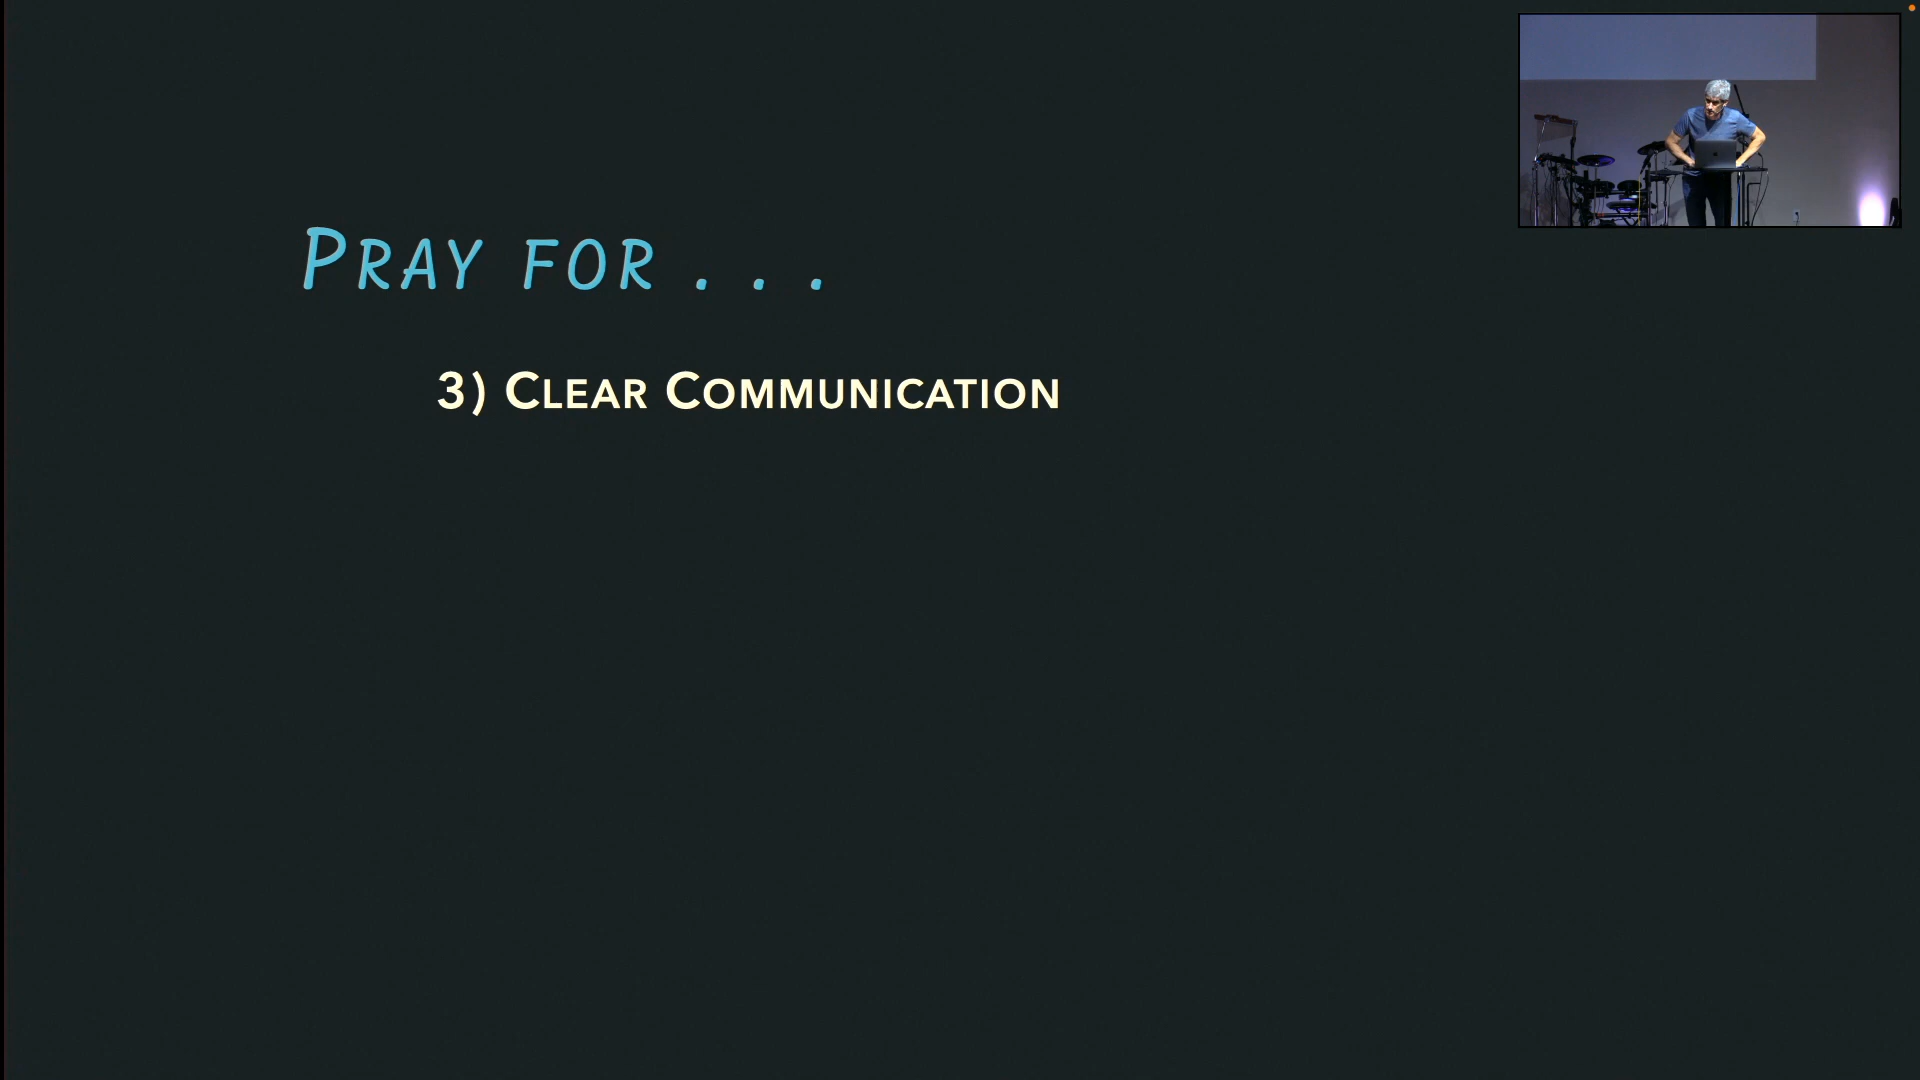 Pray for . . .
3) Clear Communication